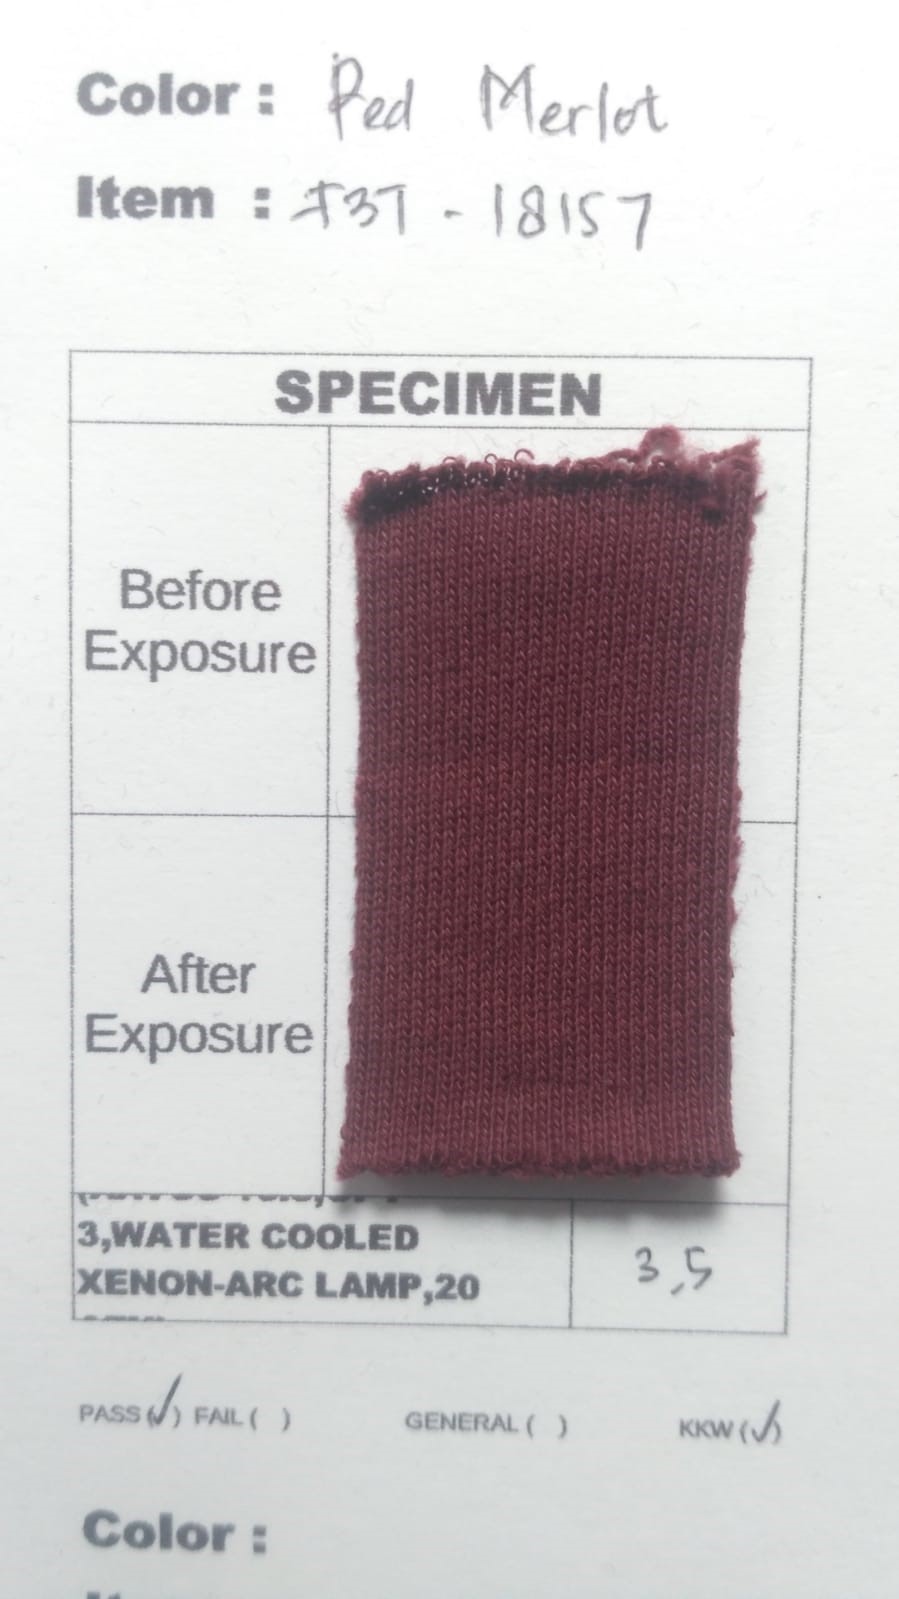 Color : Red Merlot
Item : F3T - 18157
SPECIMEN
Before
Exposure
After
Exposure
3,WATER COOLED
XENON-ARC LAMP,20
3,5
PASS(✓) FAIL( ) GENERAL( ) KKW(✓)
Color :